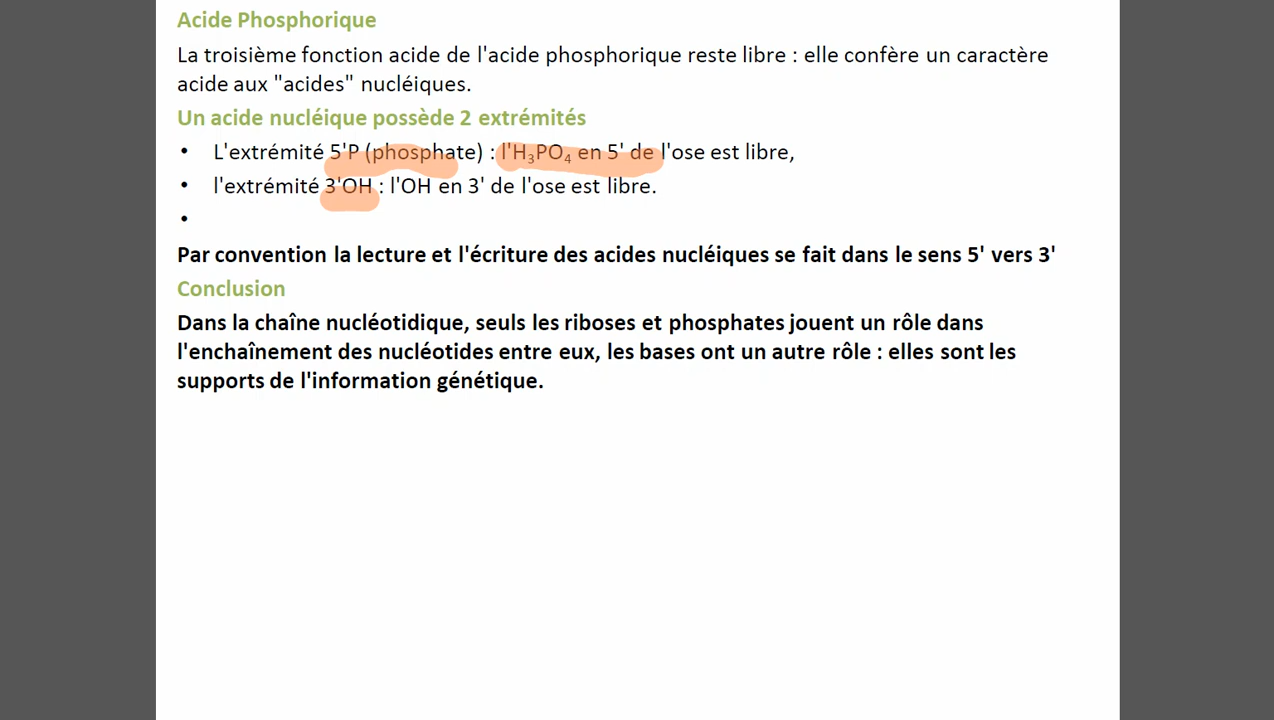 Acide Phosphorique
La troisième fonction acide de l'acide phosphorique reste libre : elle confère un caractère
acide aux "acides" nucléiques.
Un acide nucléique possède 2 extrémités
• L'extrémité 5'P (phosphate) : l'H₃PO₄ en 5' de l'ose est libre,
• l'extrémité 3'OH : l'OH en 3' de l'ose est libre.
•
Par convention la lecture et l'écriture des acides nucléiques se fait dans le sens 5' vers 3'
Conclusion
Dans la chaîne nucléotidique, seuls les riboses et phosphates jouent un rôle dans
l'enchaînement des nucléotides entre eux, les bases ont un autre rôle : elles sont les
supports de l'information génétique.